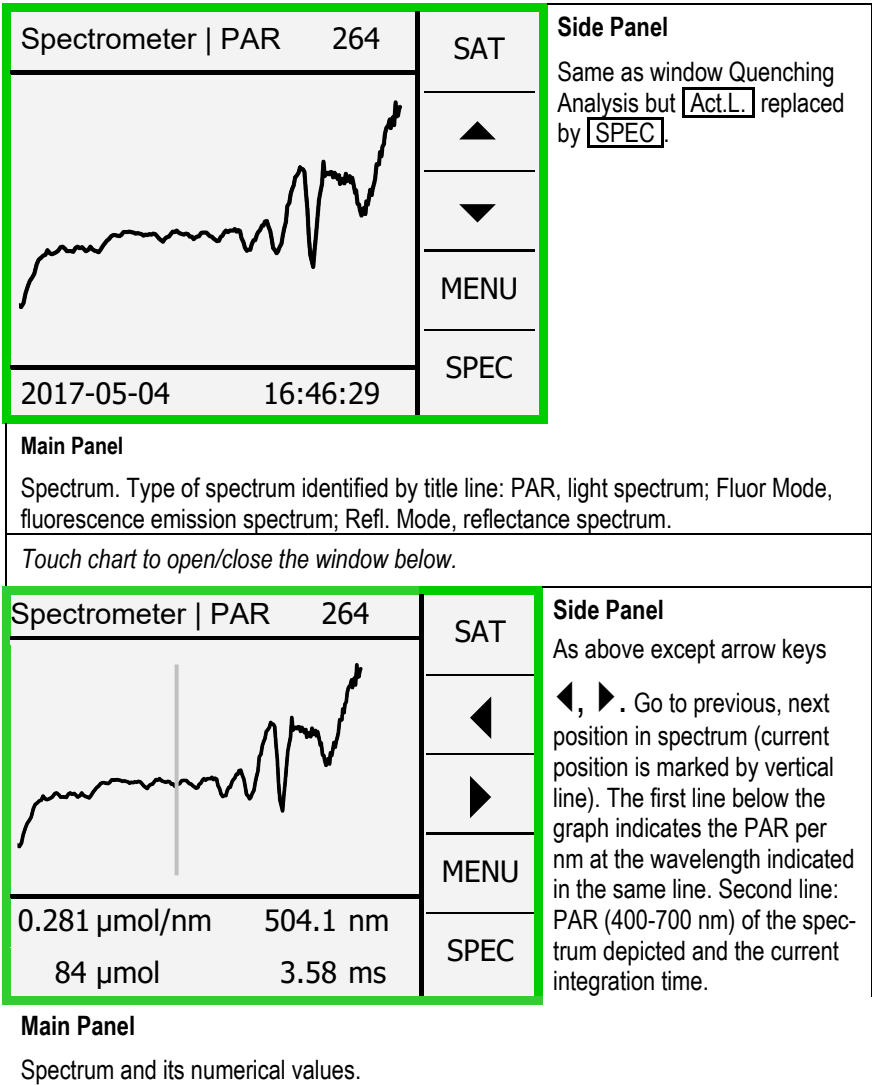 Spectrometer | PAR 264
SAT
MENU
SPEC
2017-05-04 16:46:29
Side Panel
Same as window Quenching
Analysis but Act.L. replaced
by SPEC.
Main Panel
Spectrum. Type of spectrum identified by title line: PAR, light spectrum; Fluor Mode,
fluorescence emission spectrum; Refl. Mode, reflectance spectrum.
Touch chart to open/close the window below.
Spectrometer | PAR 264
SAT
MENU
SPEC
0.281 µmol/nm 504.1 nm
84 µmol 3.58 ms
Side Panel
As above except arrow keys
◀, ▶. Go to previous, next
position in spectrum (current
position is marked by vertical
line). The first line below the
graph indicates the PAR per
nm at the wavelength indicated
in the same line. Second line:
PAR (400-700 nm) of the spec-
trum depicted and the current
integration time.
Main Panel
Spectrum and its numerical values.